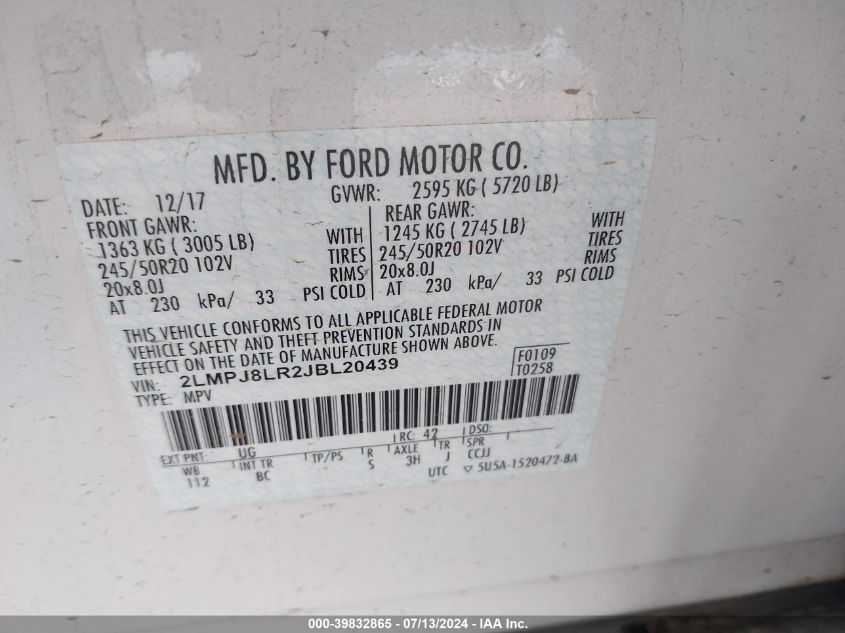 MFD. BY FORD MOTOR CO.
DATE: 12/17 GVWR: 2595 KG ( 5720 LB)
FRONT GAWR: REAR GAWR:
1363 KG ( 3005 LB) WITH 1245 KG ( 2745 LB) WITH
245/50R20 102V TIRES 245/50R20 102V TIRES
20x8.0J RIMS 20x8.0J RIMS
AT 230 kPa/ 33 PSI COLD AT 230 kPa/ 33 PSI COLD
THIS VEHICLE CONFORMS TO ALL APPLICABLE FEDERAL MOTOR
VEHICLE SAFETY AND THEFT PREVENTION STANDARDS IN
EFFECT ON THE DATE OF MANUFACTURE SHOWN ABOVE.
VIN: 2LMPJ8LR2JBL20439 F0109
TYPE: MPV T0258
EXT PNT: UG RC: 42 DSO:
WB INT TR TP/PS R AXLE TR SPR
112 BC S 3H J CCJJ
UTC ▽ 5U5A-1520472-BA
000-39832865 - 07/13/2024 - IAA Inc.